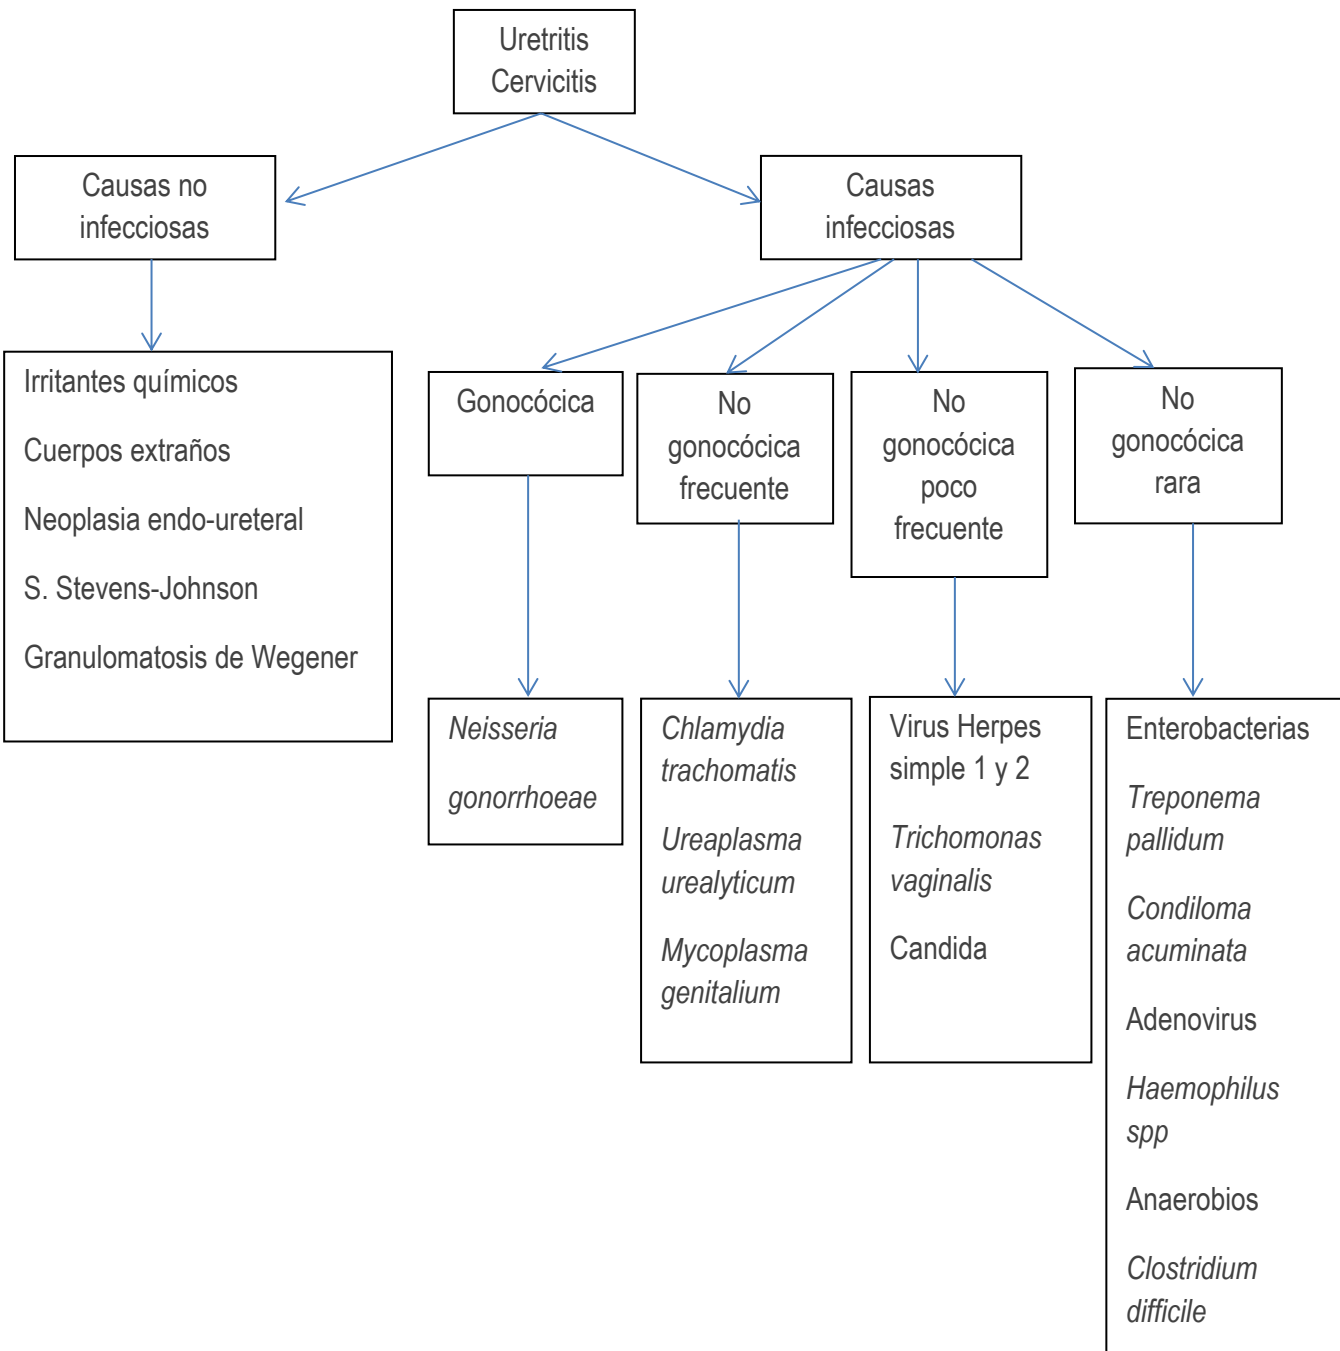 Uretritis
Cervicitis
Causas no
infecciosas
Causas
infecciosas
Irritantes químicos
Cuerpos extraños
Neoplasia endo-ureteral
S. Stevens-Johnson
Granulomatosis de Wegener
Gonocócica
No
gonocócica
frecuente
No
gonocócica
poco
frecuente
No
gonocócica
rara
Neisseria
gonorrhoeae
Chlamydia
trachomatis
Ureaplasma
urealyticum
Mycoplasma
genitalium
Virus Herpes
simple 1 y 2
Trichomonas
vaginalis
Candida
Enterobacterias
Treponema
pallidum
Condiloma
acuminata
Adenovirus
Haemophilus
spp
Anaerobios
Clostridium
difficile